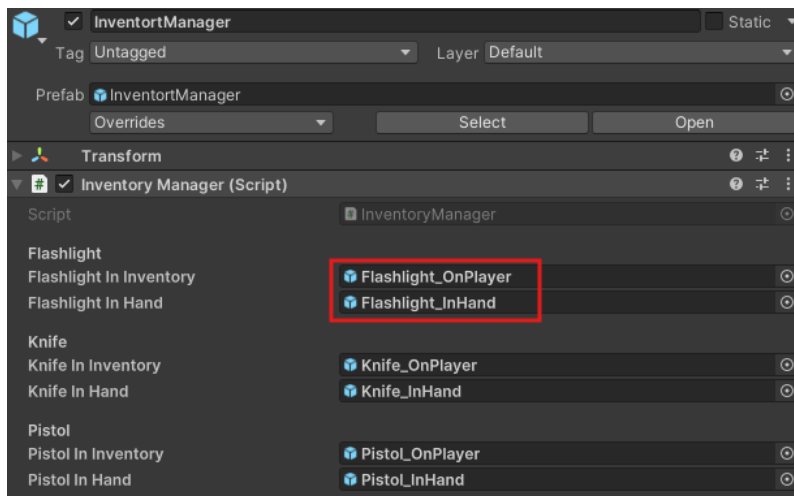 InventortManager Static
Tag Untagged Layer Default
Prefab InventortManager
Overrides Select Open
Transform
# Inventory Manager (Script)
Script # InventoryManager
Flashlight
Flashlight In Inventory Flashlight_OnPlayer
Flashlight In Hand Flashlight_InHand
Knife
Knife In Inventory Knife_OnPlayer
Knife In Hand Knife_InHand
Pistol
Pistol In Inventory Pistol_OnPlayer
Pistol In Hand Pistol_InHand